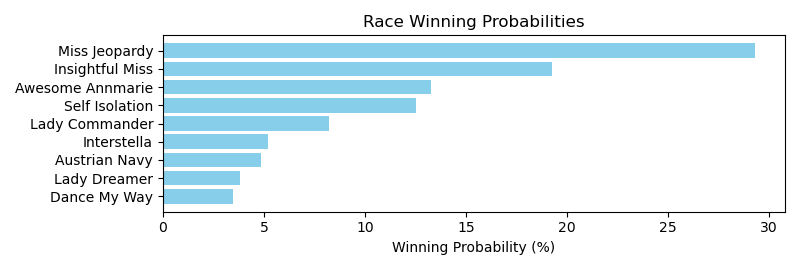 Race Winning Probabilities
Miss Jeopardy
Insightful Miss
Awesome Annmarie
Self Isolation
Lady Commander
Interstella
Austrian Navy
Lady Dreamer
Dance My Way
0 5 10 15 20 25 30
Winning Probability (%)